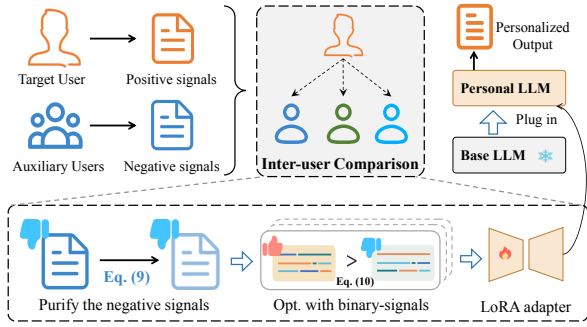 Target User
Positive signals
Auxiliary Users
Negative signals
Inter-user Comparison
Personalized
Output
Personal LLM
Plug in
Base LLM
Eq. (9)
Purify the negative signals
>
Eq. (10)
Opt. with binary-signals
LoRA adapter